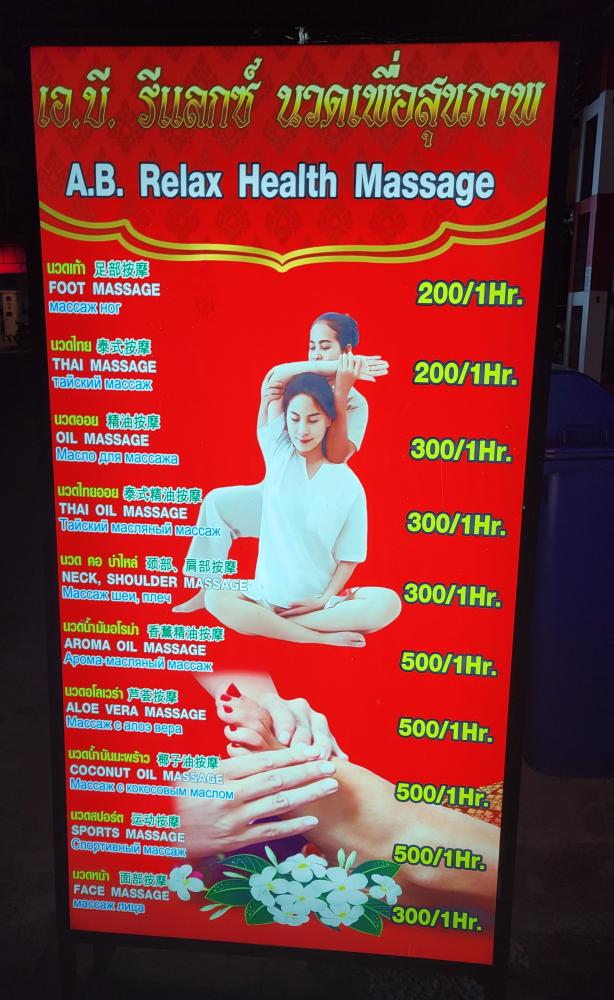 เอ.บี. รีแลกซ์ นวดเพื่อสุขภาพ
A.B. Relax Health Massage
นวดเท้า 足部按摩
FOOT MASSAGE
массаж ног
200/1Hr.
นวดไทย 泰式按摩
THAI MASSAGE
тайский массаж
200/1Hr.
นวดออย 精油按摩
OIL MASSAGE
Масло для массажа
300/1Hr.
นวดไทยออย 泰式精油按摩
THAI OIL MASSAGE
Тайский масляный массаж
300/1Hr.
นวด คอ บ่าไหล่ 颈部、肩部按摩
NECK, SHOULDER MASSAGE
Массаж шеи, плеч
300/1Hr.
นวดน้ำมันอโรม่า 香薰精油按摩
AROMA OIL MASSAGE
Арома-масляный массаж
500/1Hr.
นวดอโลเวร่า 芦荟按摩
ALOE VERA MASSAGE
Массаж с алоэ вера
500/1Hr.
นวดน้ำมันมะพร้าว 椰子油按摩
COCONUT OIL MASSAGE
Массаж с кокосовым маслом
500/1Hr.
นวดสปอร์ต 运动按摩
SPORTS MASSAGE
Спортивный массаж
500/1Hr.
นวดหน้า 面部按摩
FACE MASSAGE
массаж лица
300/1Hr.